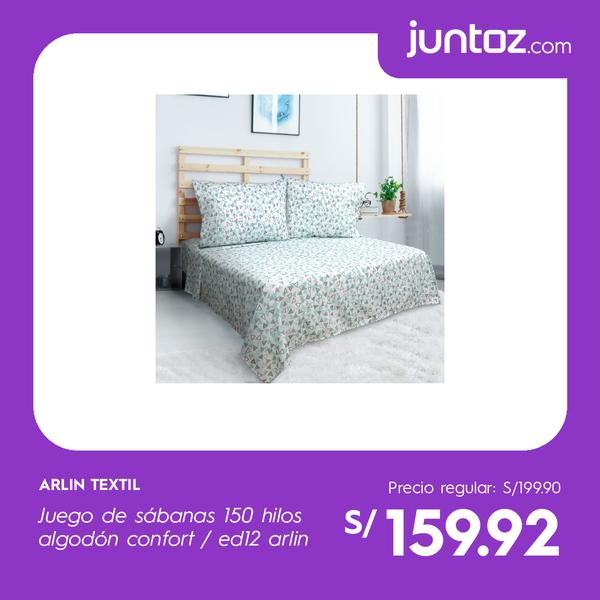 juntoz.com
ARLIN TEXTIL
Juego de sábanas 150 hilos
algodón confort / ed12 arlin
Precio regular: S/199.90
S/159.92